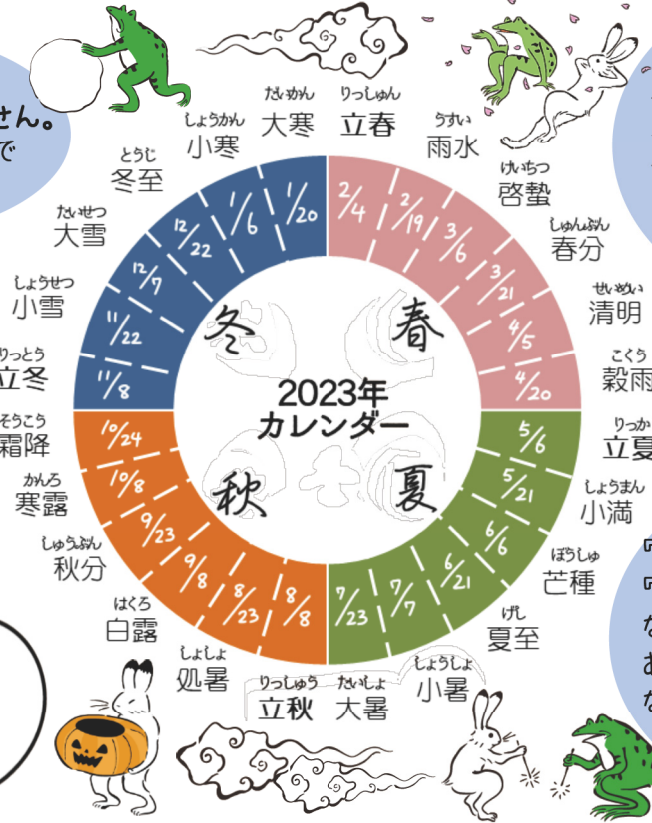 せん。
で
だいかん
大寒
りっしゅん
立春
しょうかん
小寒
うすい
雨水
とうじ
冬至
けいちつ
啓蟄
たいせつ
大雪
しゅんぶん
春分
しょうせつ
小雪
せいめい
清明
りっとう
立冬
こくう
穀雨
そうこう
霜降
りっか
立夏
かんろ
寒露
しょうまん
小満
しゅうぶん
秋分
ぼうしゅ
芒種
はくろ
白露
げし
夏至
しょしょ
処暑
しょうしょ
小暑
りっしゅう
立秋
たいしょ
大暑
2/4
2/19
3/6
3/21
4/5
4/20
5/6
5/21
6/6
6/21
7/7
7/23
8/8
8/23
9/8
9/23
10/8
10/24
11/8
11/22
12/7
12/22
1/6
1/20
冬
春
2023年
カレンダー
秋
夏
な
あ
な